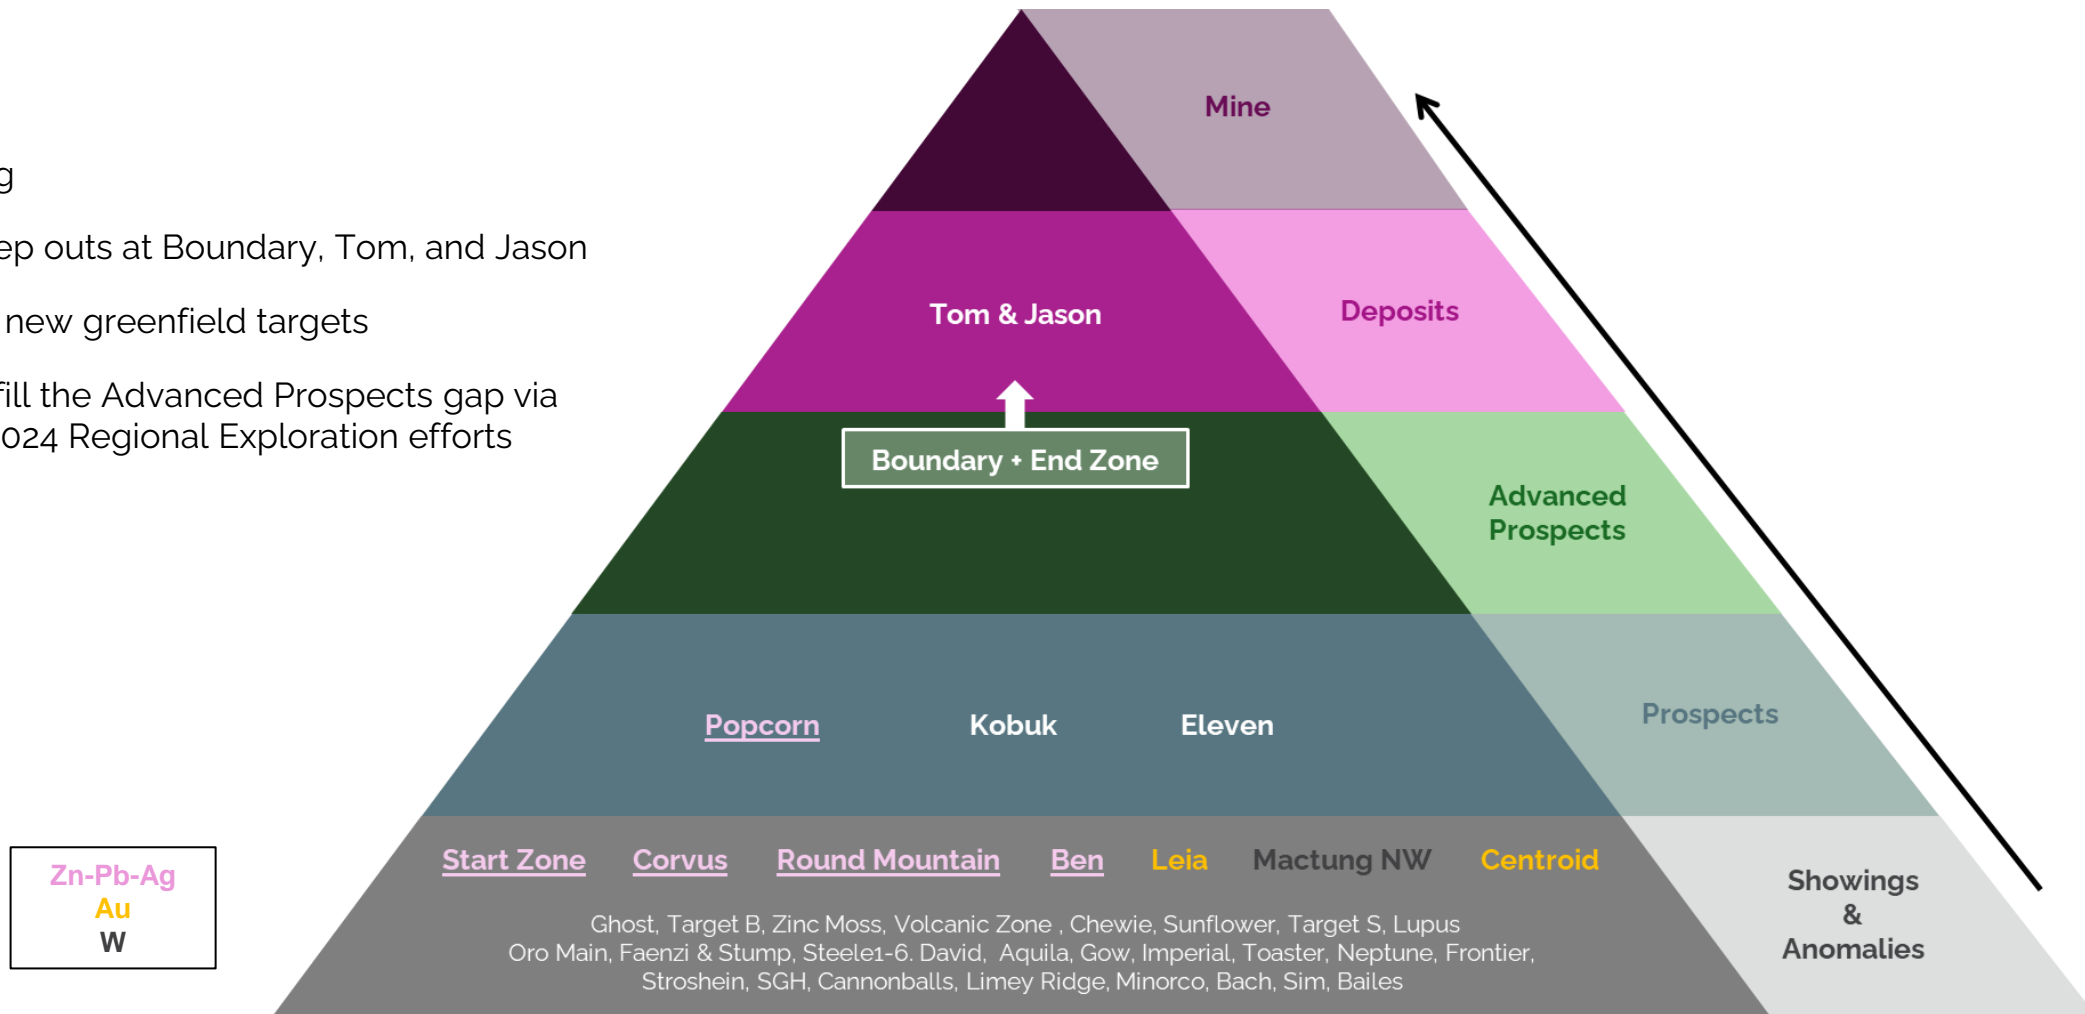 g
ep outs at Boundary, Tom, and Jason
new greenfield targets
fill the Advanced Prospects gap via
024 Regional Exploration efforts
Mine
Tom & Jason
Deposits
Boundary + End Zone
Advanced
Prospects
Popcorn
Kobuk
Eleven
Prospects
Start Zone
Corvus
Round Mountain
Ben
Leia
Mactung NW
Centroid
Ghost, Target B, Zinc Moss, Volcanic Zone , Chewie, Sunflower, Target S, Lupus
Oro Main, Faenzi & Stump, Steele1-6. David, Aquila, Gow, Imperial, Toaster, Neptune, Frontier,
Stroshein, SGH, Cannonballs, Limey Ridge, Minorco, Bach, Sim, Bailes
Showings
&
Anomalies
Zn-Pb-Ag
Au
W